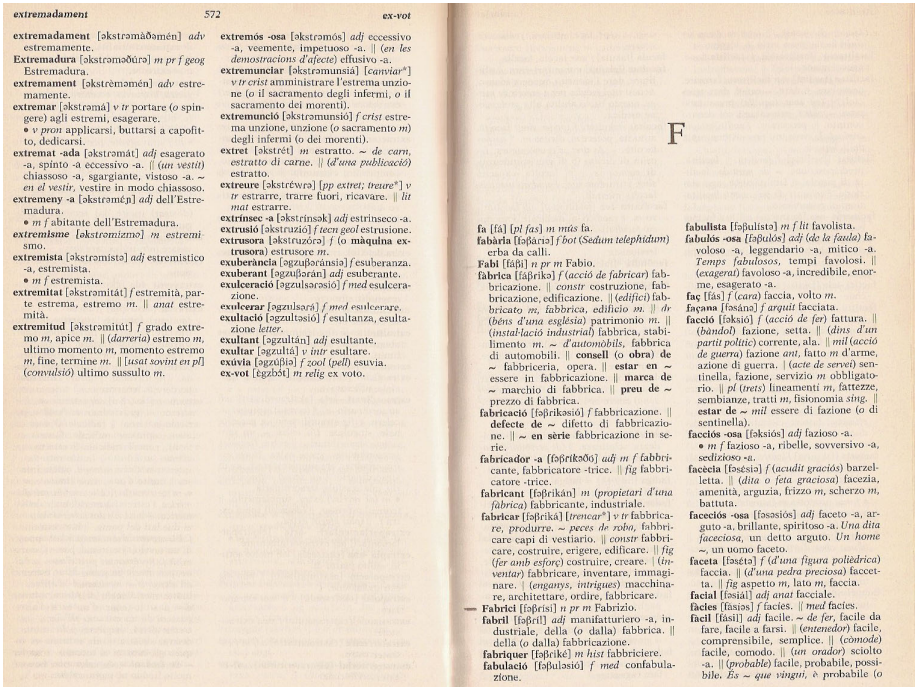 extremadament 572 ex-vot
extremadament [əkstrəmàðəmén] adv
estremamente.
Extremadura [əkstrəməðúrə] m pr f geog
Estremadura.
extremament [əkstrèməmén] adv estre-
mamente.
extremar [əkstrəmá] v tr portare (o spin-
gere) agli estremi, esagerare.
• v pron applicarsi, buttarsi a capofit-
to, dedicarsi.
extremat -ada [əkstrəmát] adj esagerato
-a, spinto -a eccessivo -a. || (un vestit)
chiassoso -a, sgargiante, vistoso -a. ~
en el vestir, vestire in modo chiassoso.
extremeny -a [əkstrəméɲ] adj dell'Estre-
madura.
• m f abitante dell'Estremadura.
extremisme [əkstrəmízmə] m estremi-
smo.
extremista [əkstrəmístə] adj estremistico
-a, estremista.
• m f estremista.
extremitat [əkstrəmitát] f estremità, par-
te estrema, estremo m. || anat estre-
mità.
extremitud [əkstrəmitút] f grado estre-
mo m, apice m. || (darreria) estremo m,
ultimo momento m, momento estremo
m, fine, termine m. || [usat sovint en pl]
(convulsió) ultimo sussulto m.
extremós -osa [əkstrəmós] adj eccessivo
-a, veemente, impetuoso -a. || (en les
demostracions d'afecte) effusivo -a.
extremunciar [əkstrəmunsiá] [canviar*]
v tr crist amministrare l'estrema unzio-
ne (o il sacramento degli infermi, o il
sacramento dei morenti).
extremunció [əkstrəmunsió] f crist estre-
ma unzione, unzione (o sacramento m)
degli infermi (o dei morenti).
extret [əkstrét] m estratto. ~ de carn,
estratto di carne. || (d'una publicació)
estratto.
extreure [əkstréwrə] [pp extret; treure*] v
tr estrarre, trarre fuori, ricavare. || lit
mat estrarre.
extrínsec -a [əkstrínsək] adj estrinseco -a.
extrusió [əkstruzió] f tecn geol estrusione.
extrusora [əkstruzórə] f (o màquina ex-
trusora) estrusore m.
exuberància [əgzuβəránsiə] f esuberanza.
exuberant [əgzuβərán] adj esuberante.
exulceració [əgzulsərəsió] f med esulcera-
zione.
exulcerar [əgzulsərá] f med esulcerare.
exultació [əgzultəsió] f esultanza, esulta-
zione letter.
exultant [əgzultán] adj esultante.
exultar [əgzultá] v intr esultare.
exúvia [əgzúβiə] f zool (pell) esuvia.
ex-vot [ègzbɔ́t] m relig ex voto.
F
fa [fá] [pl fas] m mús fa.
fabària [fəβáriə] f bot (Sedum telephidum)
erba da calli.
Fabi [fáβi] n pr m Fabio.
fàbrica [fáβrikə] f (acció de fabricar) fab-
bricazione. || constr costruzione, fab-
bricazione, edificazione. || (edifici) fab-
bricato m, fabbrica, edificio m. || dr
(béns d'una església) patrimonio m. ||
(instal·lació industrial) fabbrica, stabi-
limento m. ~ d'automòbils, fabbrica
di automobili. || consell (o obra) de
~ fabbriceria, opera. || estar en ~
essere in fabbricazione. || marca de
~ marchio di fabbrica. || preu de ~
prezzo di fabbrica.
fabricació [fəβrikəsió] f fabbricazione. ||
defecte de ~ difetto di fabbricazio-
ne. || ~ en sèrie fabbricazione in se-
rie.
fabricador -a [fəβrikəðó] adj m f fabbri-
cante, fabbricatore -trice. || fig fabbri-
catore -trice.
fabricant [fəβrikán] m (propietari d'una
fàbrica) fabbricante, industriale.
fabricar [fəβriká] [trencar*] v tr fabbrica-
re, produrre. ~ peces de roba, fabbri-
care capi di vestiario. || constr fabbri-
care, costruire, erigere, edificare. || fig
(fer amb esforç) costruire, creare. | (in-
ventar) fabbricare, inventare, immagi-
nare. | (enganys, intrigues) macchina-
re, architettare, ordire, fabbricare.
Fabrici [fəβrísi] n pr m Fabrizio.
fabril [fəβríl] adj manifatturiero -a, in-
dustriale, della (o dalla) fabbrica. ||
della (o dalla) fabbricazione.
fabriquer [fəβriké] m hist fabbriciere.
fabulació [fəβuləsió] f med confabula-
zione.
fabulista [fəβulístə] m f lit favolista.
fabulós -osa [fəβulós] adj (de la faula) fa-
voloso -a, leggendario -a, mitico -a.
Temps fabulosos, tempi favolosi. ||
(exagerat) favoloso -a, incredibile, enor-
me, esagerato -a.
faç [fás] f (cara) faccia, volto m.
façana [fəsánə] f arquit facciata.
facció [fəksió] f (acció de fer) fattura. ||
(bàndol) fazione, setta. || (dins d'un
partit polític) corrente, ala. || mil (acció
de guerra) fazione ant, fatto m d'arme,
azione di guerra. | (acte de servei) sen-
tinella, fazione, servizio m obbligato-
rio. || pl (trets) lineamenti m, fattezze,
sembianze, tratti m, fisionomia sing. ||
estar de ~ mil essere di fazione (o di
sentinella).
facciós -osa [fəksiós] adj fazioso -a.
• m f fazioso -a, ribelle, sovversivo -a,
sedizioso -a.
facècia [fəsésiə] f (acudit graciós) barzel-
letta. || (dita o feta graciosa) facezia,
amenità, arguzia, frizzo m, scherzo m,
battuta.
faceciós -osa [fəsəsiós] adj faceto -a, ar-
guto -a, brillante, spiritoso -a. Una dita
faceciosa, un detto arguto. Un home
~, un uomo faceto.
faceta [fəsétə] f (d'una figura polièdrica)
faccia. || (d'una pedra preciosa) faccet-
ta. || fig aspetto m, lato m, faccia.
facial [fəsiál] adj anat facciale.
fàcies [fásiəs] f facies. || med facies.
fàcil [fásil] adj facile. ~ de fer, facile da
fare, facile a farsi. || (entenedor) facile,
comprensibile, semplice. || (còmode)
facile, comodo. || (un orador) sciolto
-a. || (probable) facile, probabile, possi-
bile. És ~ que vingui, è probabile (o